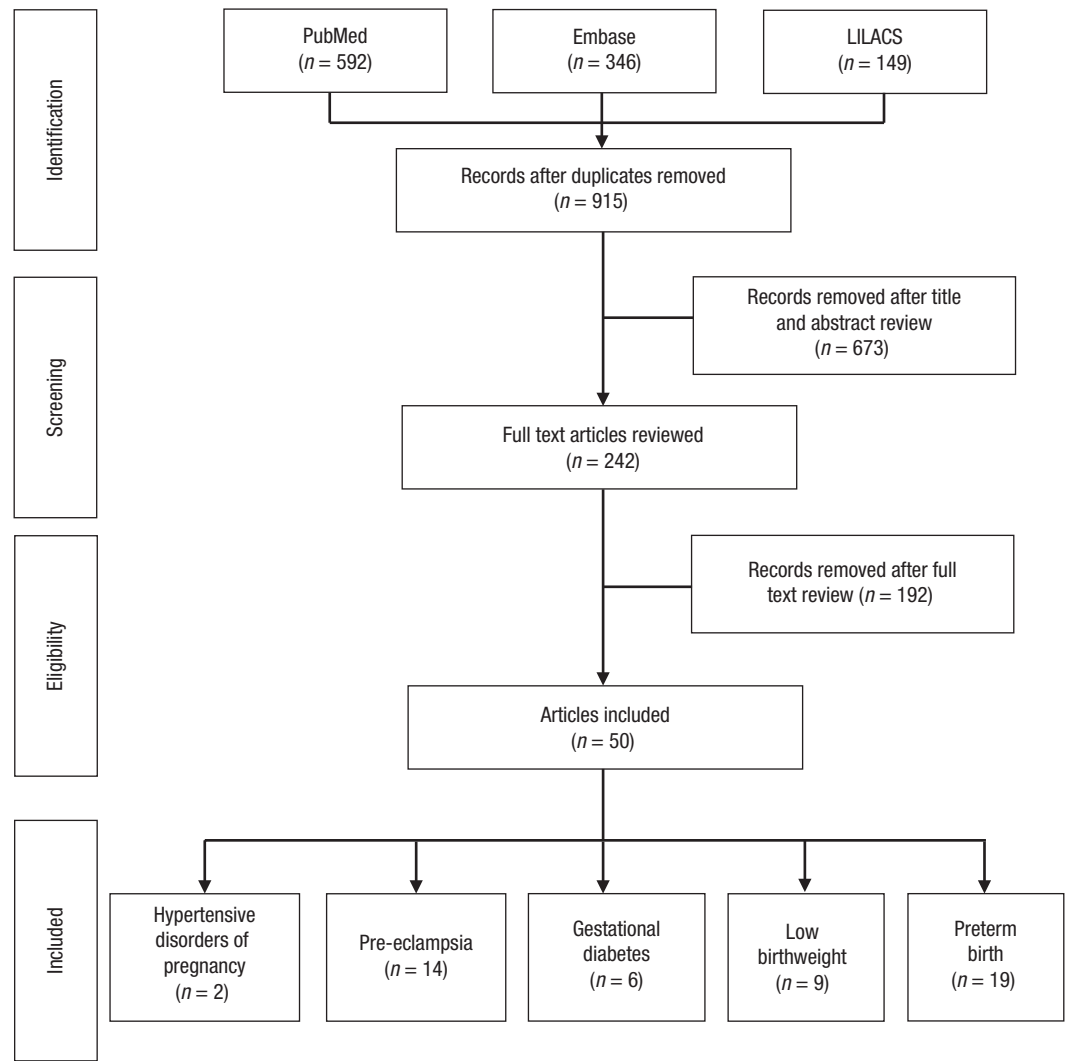 Identification
PubMed
(n = 592)
Embase
(n = 346)
LILACS
(n = 149)
Records after duplicates removed
(n = 915)
Screening
Records removed after title
and abstract review
(n = 673)
Full text articles reviewed
(n = 242)
Eligibility
Records removed after full
text review (n = 192)
Articles included
(n = 50)
Included
Hypertensive
disorders of
pregnancy
(n = 2)
Pre-eclampsia
(n = 14)
Gestational
diabetes
(n = 6)
Low
birthweight
(n = 9)
Preterm
birth
(n = 19)